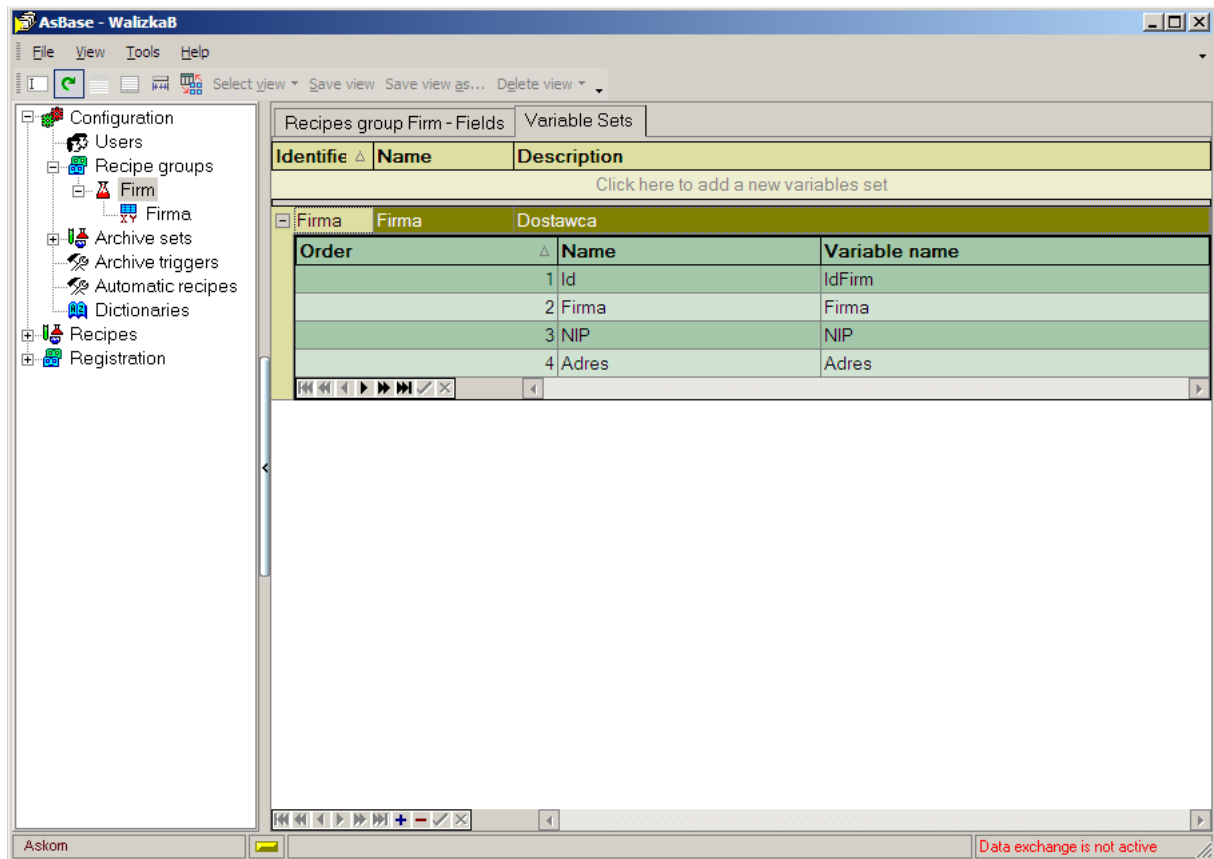 AsBase - WalizkaB
File View Tools Help
Select view Save view Save view as... Delete view
Configuration
Users
Recipe groups
Firm
Firma
Archive sets
Archive triggers
Automatic recipes
Dictionaries
Recipes
Registration
Recipes group Firm - Fields Variable Sets
Identifie Name Description
Click here to add a new variables set
Firma Firma Dostawca
Order Name Variable name
1 Id IdFirm
2 Firma Firma
3 NIP NIP
4 Adres Adres
Askom Data exchange is not active